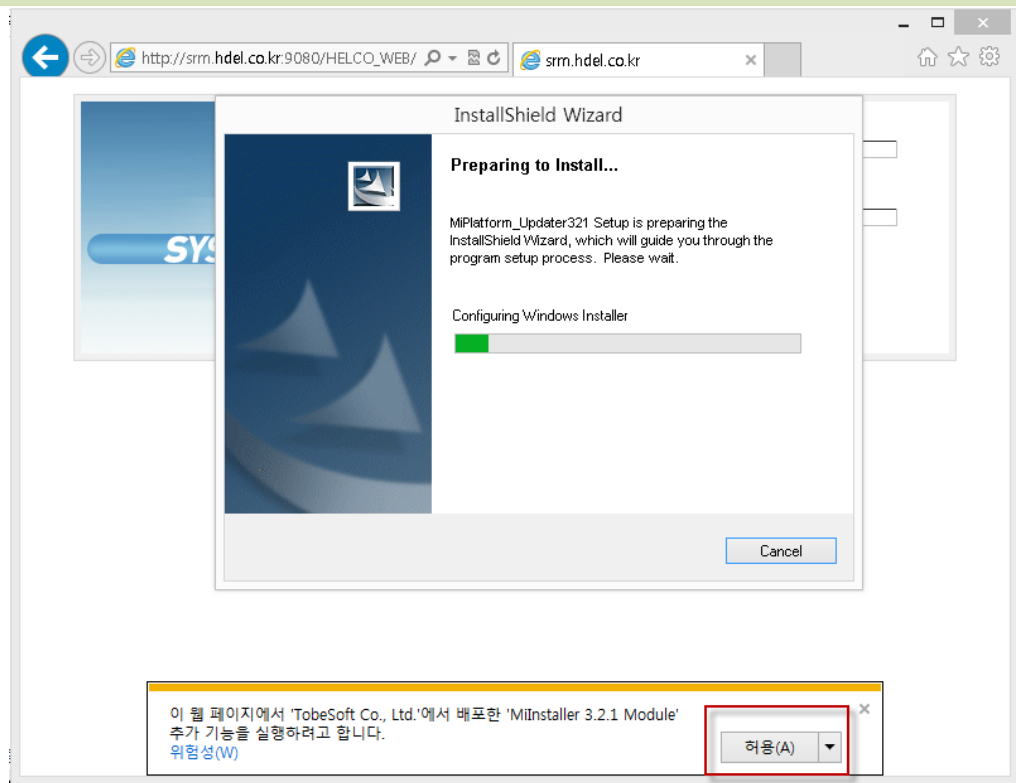 http://srm.hdel.co.kr:9080/HELCO_WEB/
srm.hdel.co.kr
InstallShield Wizard
Preparing to Install...
MiPlatform_Updater321 Setup is preparing the
InstallShield Wizard, which will guide you through the
program setup process. Please wait.
SYS
Configuring Windows Installer
Cancel
이 웹 페이지에서 'TobeSoft Co., Ltd.'에서 배포한 'MiInstaller 3.2.1 Module'
추가 기능을 실행하려고 합니다.
위험성(W)
허용(A)